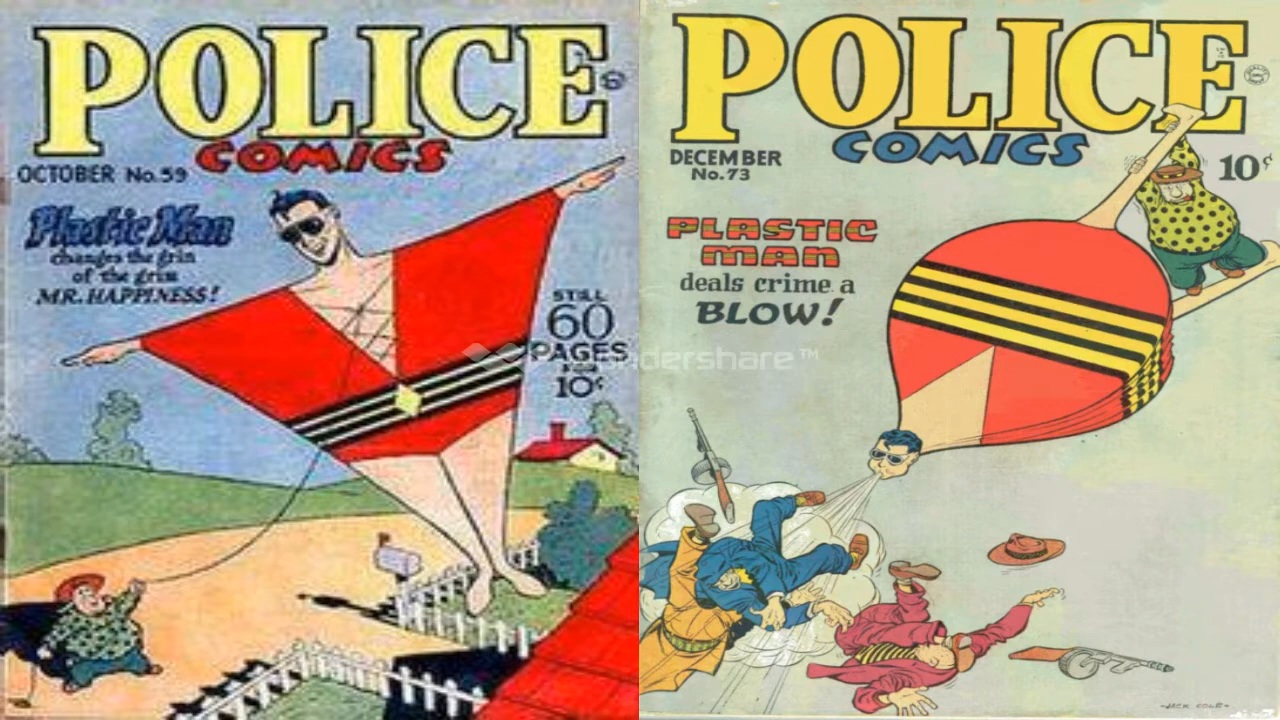 POLICE
COMICS
OCTOBER No. 59
Plastic Man
changes the grin
of the grim
MR. HAPPINESS!
STILL
60
PAGES
FOR
10¢
POLICE
COMICS
DECEMBER
No. 73
10¢
PLASTIC
MAN
deals crime a
BLOW!
-JACK COLE-